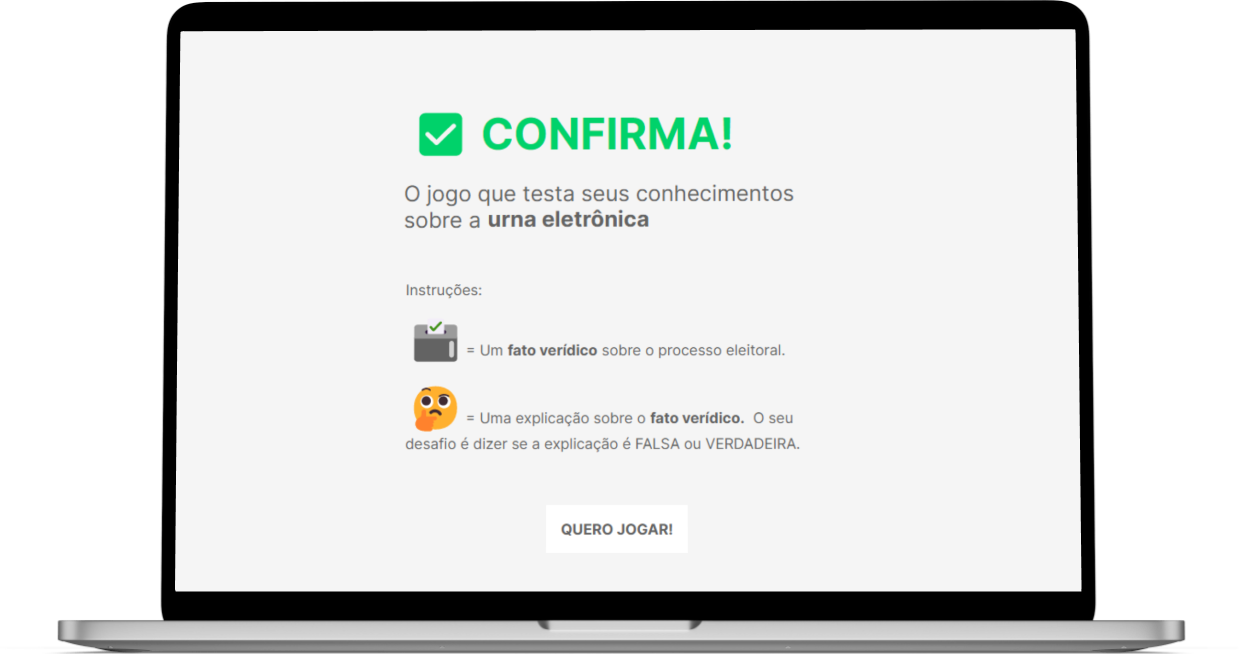 CONFIRMA!
O jogo que testa seus conhecimentos
sobre a urna eletrônica
Instruções:
= Um fato verídico sobre o processo eleitoral.
= Uma explicação sobre o fato verídico. O seu
desafio é dizer se a explicação é FALSA ou VERDADEIRA.
QUERO JOGAR!